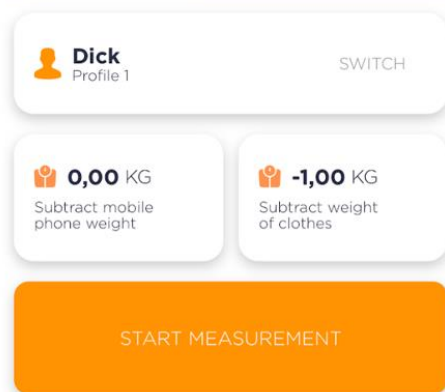 Dick
Profile 1
SWITCH
0,00 KG
Subtract mobile
phone weight
-1,00 KG
Subtract weight
of clothes
START MEASUREMENT